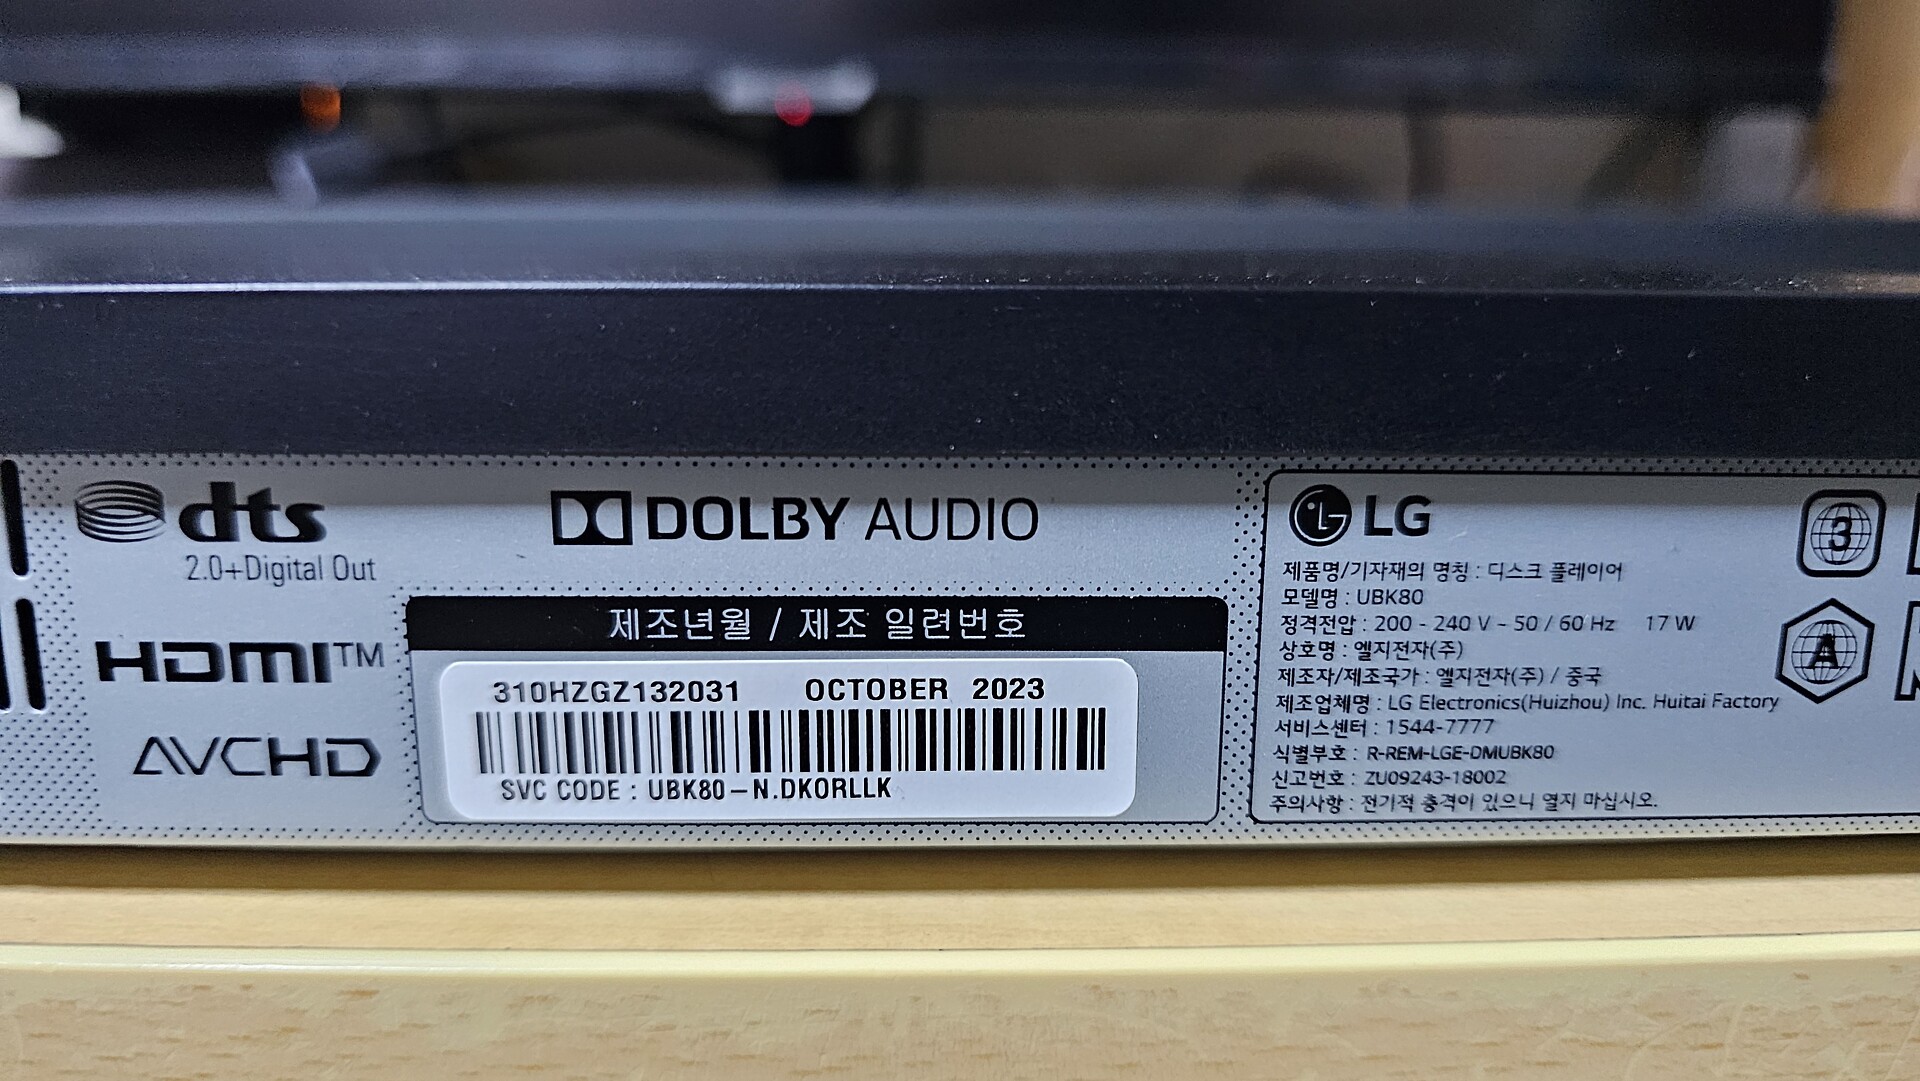 dts
2.0+Digital Out
HDMI™
AVCHD
DOLBY AUDIO
제조년월 / 제조 일련번호
310HZGZ132031 OCTOBER 2023
SVC CODE : UBK80-N.DKORLLK
LG
제품명/기자재의 명칭 : 디스크 플레이어
모델명 : UBK80
정격전압 : 200 - 240 V ~ 50 / 60 Hz 17 W
상호명 : 엘지전자(주)
제조자/제조국가 : 엘지전자(주) / 중국
제조업체명 : LG Electronics(Huizhou) Inc. Huitai Factory
서비스센터 : 1544-7777
식별부호 : R-REM-LGE-DMUBK80
신고번호 : ZU09243-18002
주의사항 : 전기적 충격이 있으니 열지 마십시오.
3
A